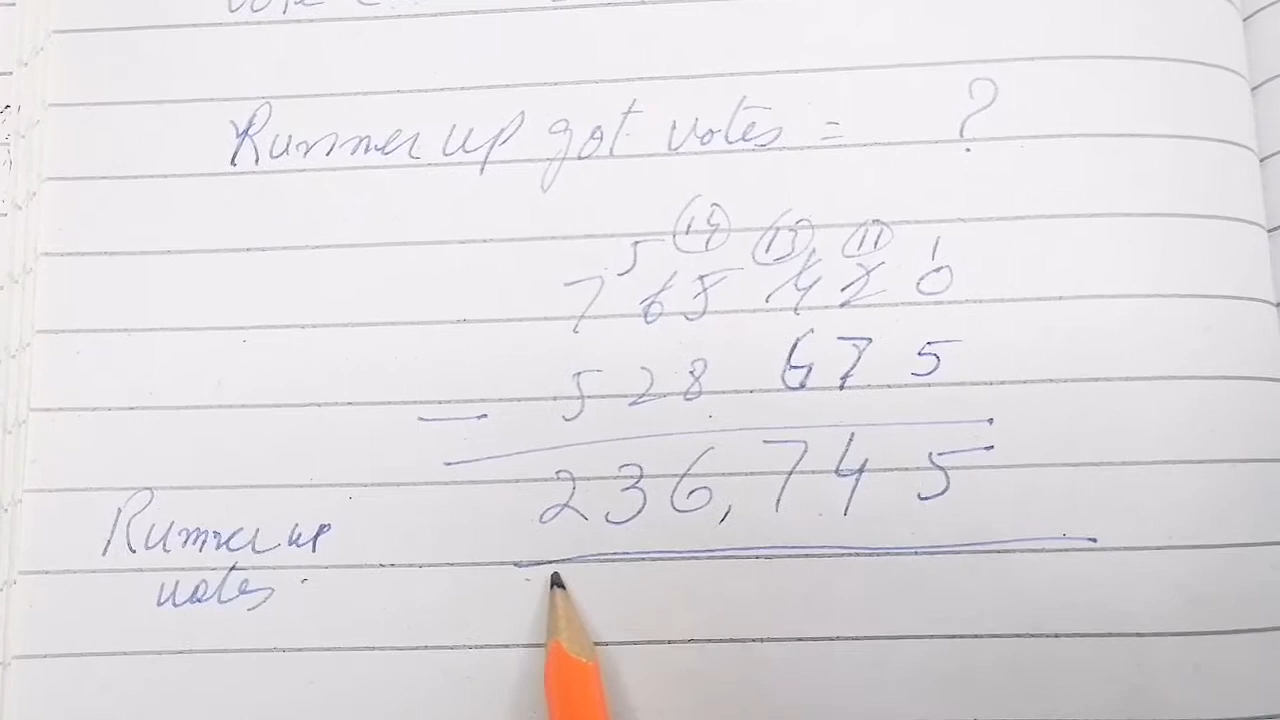 Runner up got votes = ?
5 14 13 11 1
7 6 5 4 2 0
- 5 2 8 6 7 5
2 3 6 , 7 4 5
Runner up
votes